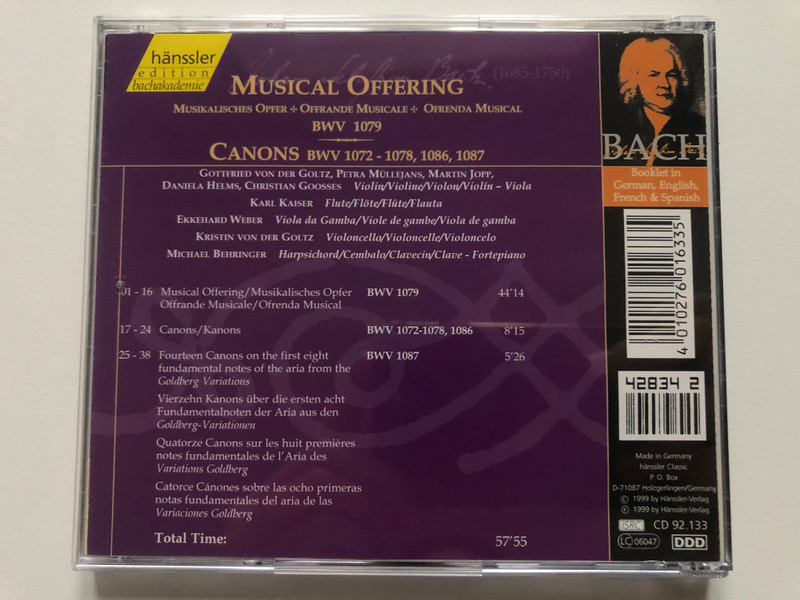 hänssler
edition
bachakademie
(1685-1750)
MUSICAL OFFERING
MUSIKALISCHES OPFER + OFFRANDE MUSICALE + OFRENDA MUSICAL
BWV 1079
CANONS BWV 1072 - 1078, 1086, 1087
GOTTFRIED VON DER GOLTZ, PETRA MÜLLEJANS, MARTIN JOPP,
DANIELA HELMS, CHRISTIAN GOOSSES Violin/Violine/Violon/Violín – Viola
KARL KAISER Flute/Flöte/Flûte/Flauta
EKKEHARD WEBER Viola da Gamba/Viole de gambe/Viola de gamba
KRISTIN VON DER GOLTZ Violoncello/Violoncelle/Violoncelo
MICHAEL BEHRINGER Harpsichord/Cembalo/Clavecin/Clave - Fortepiano
01 - 16 Musical Offering/Musikalisches Opfer BWV 1079 44'14
Offrande Musicale/Ofrenda Musical
17 - 24 Canons/Kanons BWV 1072-1078, 1086 8'15
25 - 38 Fourteen Canons on the first eight BWV 1087 5'26
fundamental notes of the aria from the
Goldberg Variations
Vierzehn Kanons über die ersten acht
Fundamentalnoten der Aria aus den
Goldberg-Variationen
Quatorze Canons sur les huit premières
notes fundamentales de l'Aria des
Variations Goldberg
Catorce Cánones sobre las ocho primeras
notas fundamentales del aria de las
Variaciones Goldberg
Total Time: 57'55
BACH
Booklet in
German, English,
French & Spanish
4 010276 016335
42834 2
Made in Germany
hänssler Classic
P. O. Box
D-71087 Holzgerlingen/Germany
© 1999 by Hänssler-Verlag
℗ 1999 by Hänssler-Verlag
ISRC CD 92.133
LC 06047 DDD